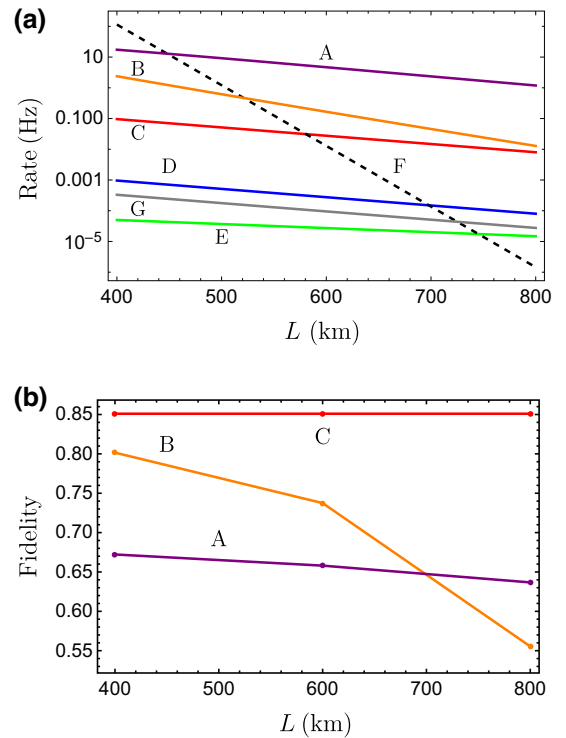 (a)
A
10
B
0.100
C
D
F
0.001
G
E
10⁻⁵
Rate (Hz)
400 500 600 700 800
L (km)
(b)
0.85
C
B
0.80
0.75
0.70
A
0.65
0.60
0.55
Fidelity
400 500 600 700 800
L (km)